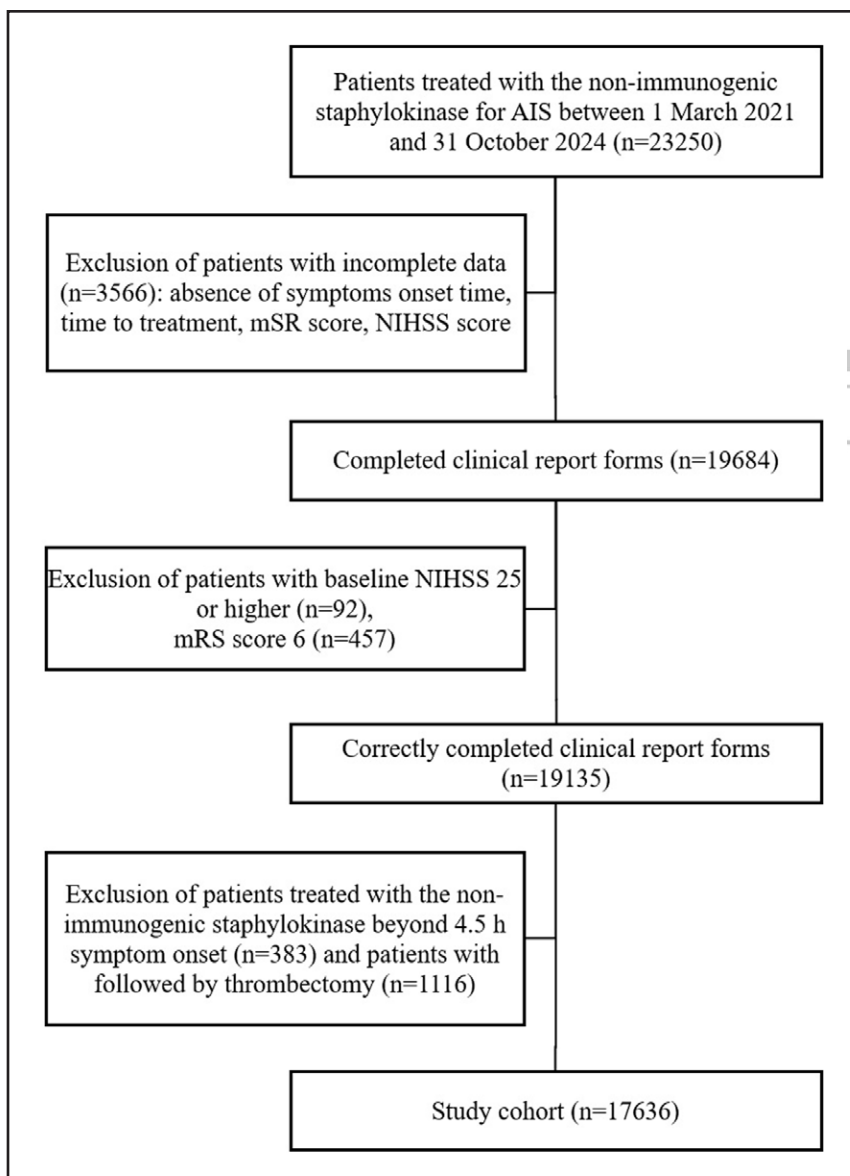 Patients treated with the non-immunogenic
staphylokinase for AIS between 1 March 2021
and 31 October 2024 (n=23250)
Exclusion of patients with incomplete data
(n=3566): absence of symptoms onset time,
time to treatment, mSR score, NIHSS score
Completed clinical report forms (n=19684)
Exclusion of patients with baseline NIHSS 25
or higher (n=92),
mRS score 6 (n=457)
Correctly completed clinical report forms
(n=19135)
Exclusion of patients treated with the non-
immunogenic staphylokinase beyond 4.5 h
symptom onset (n=383) and patients with
followed by thrombectomy (n=1116)
Study cohort (n=17636)